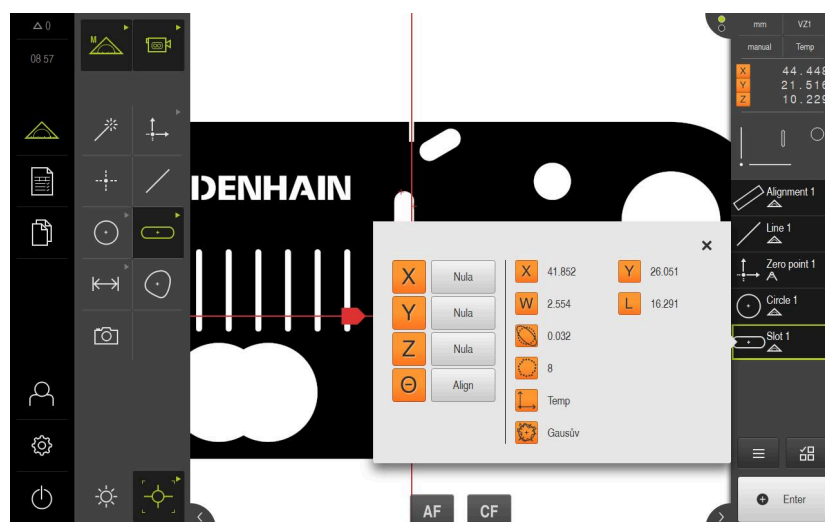 0
08 57
M
DENHAIN
X Nula
Y Nula
Z Nula
Θ Align
X 41.852 Y 26.051
W 2.554 L 16.291
0.032
8
Temp
Gausův
AF CF
mm VZ1
manual Temp
X 44.448
Y 21.516
Z 10.229
Alignment 1
Line 1
Zero point 1
Circle 1
Slot 1
Enter